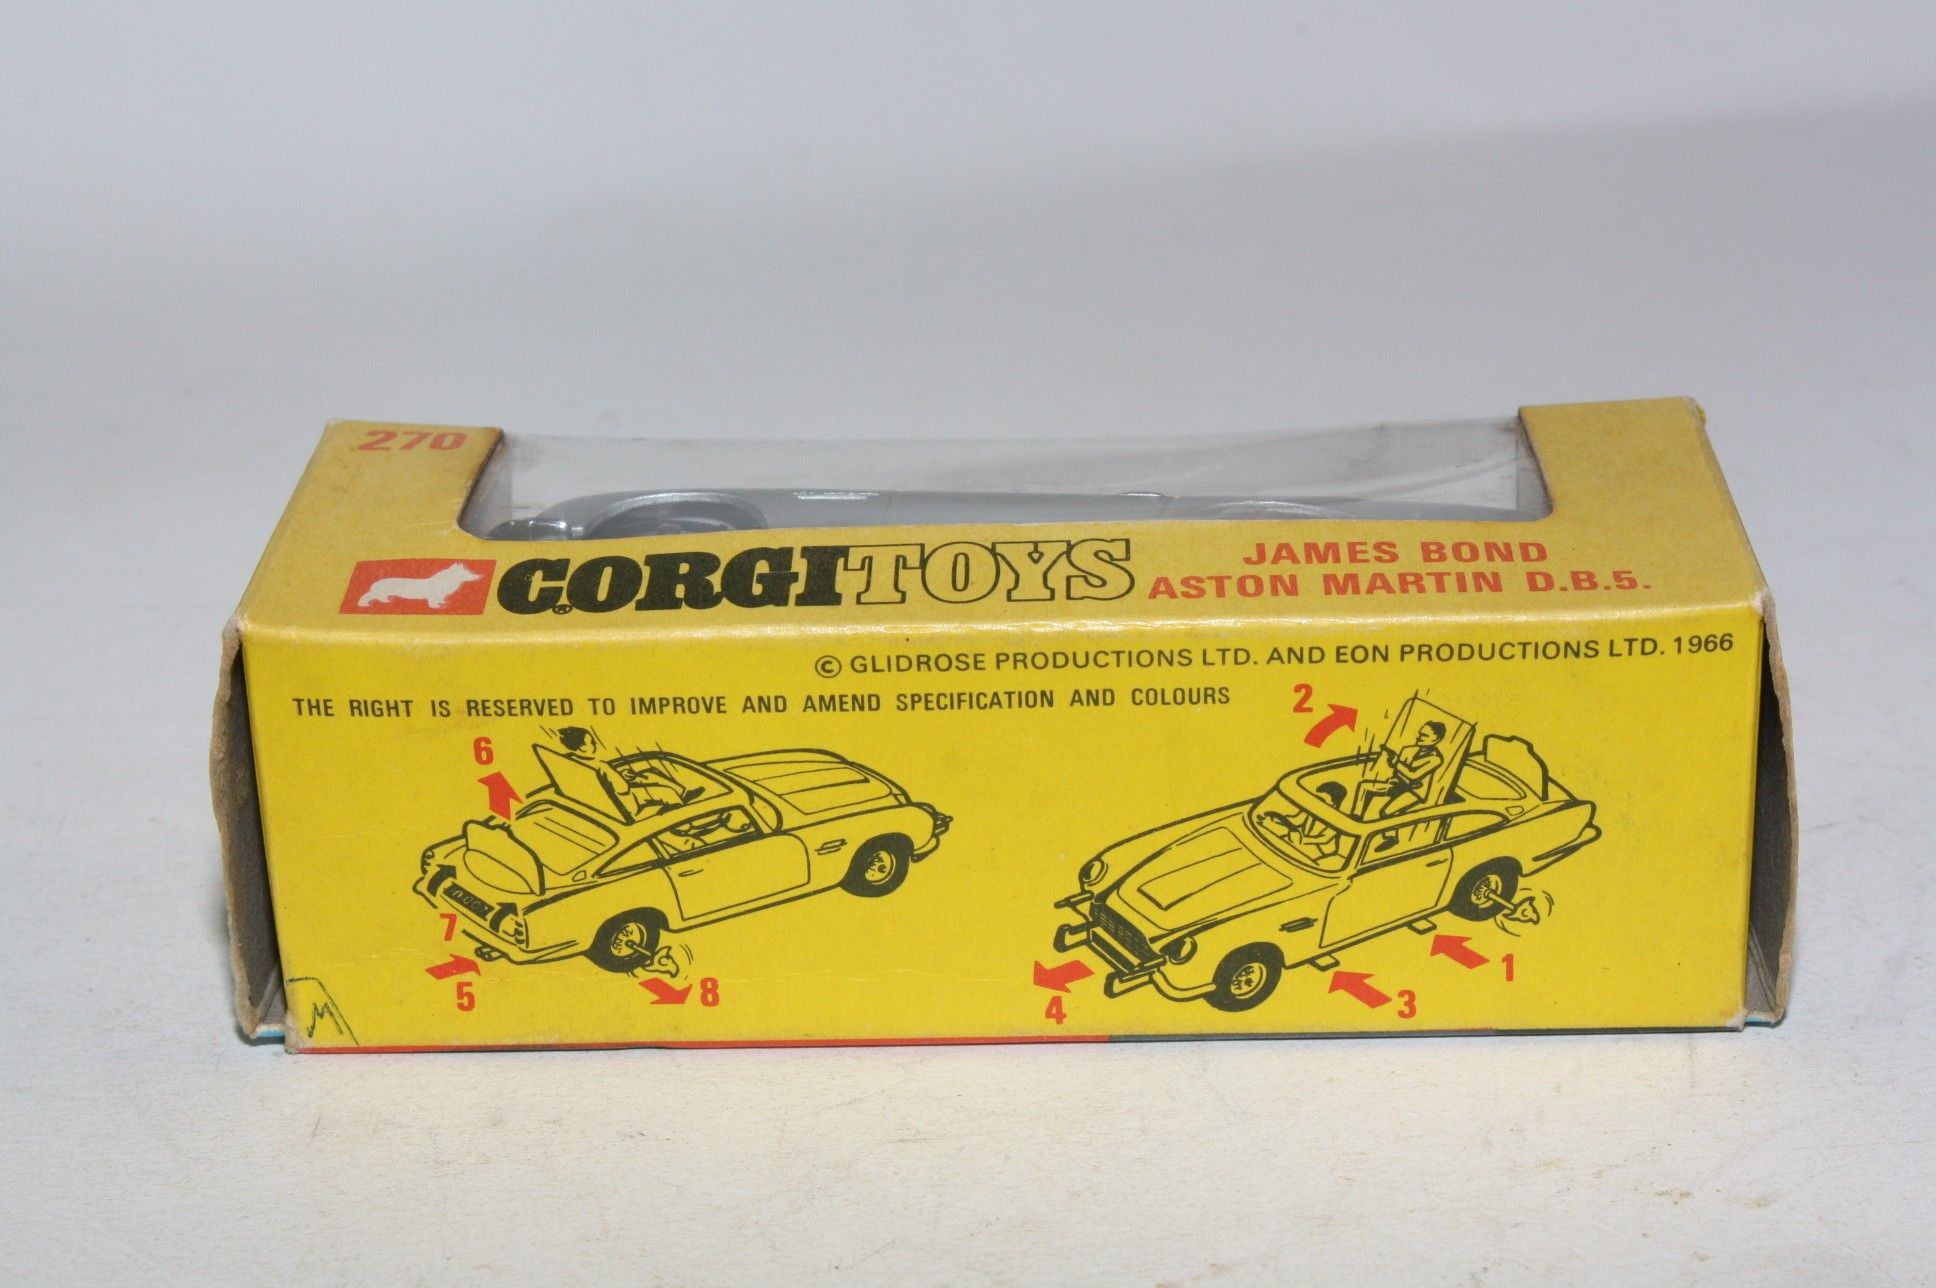 270
CORGI TOYS
®
JAMES BOND
ASTON MARTIN D.B.5.
© GLIDROSE PRODUCTIONS LTD. AND EON PRODUCTIONS LTD. 1966
THE RIGHT IS RESERVED TO IMPROVE AND AMEND SPECIFICATION AND COLOURS
2
6
7
5
8
1
4
3